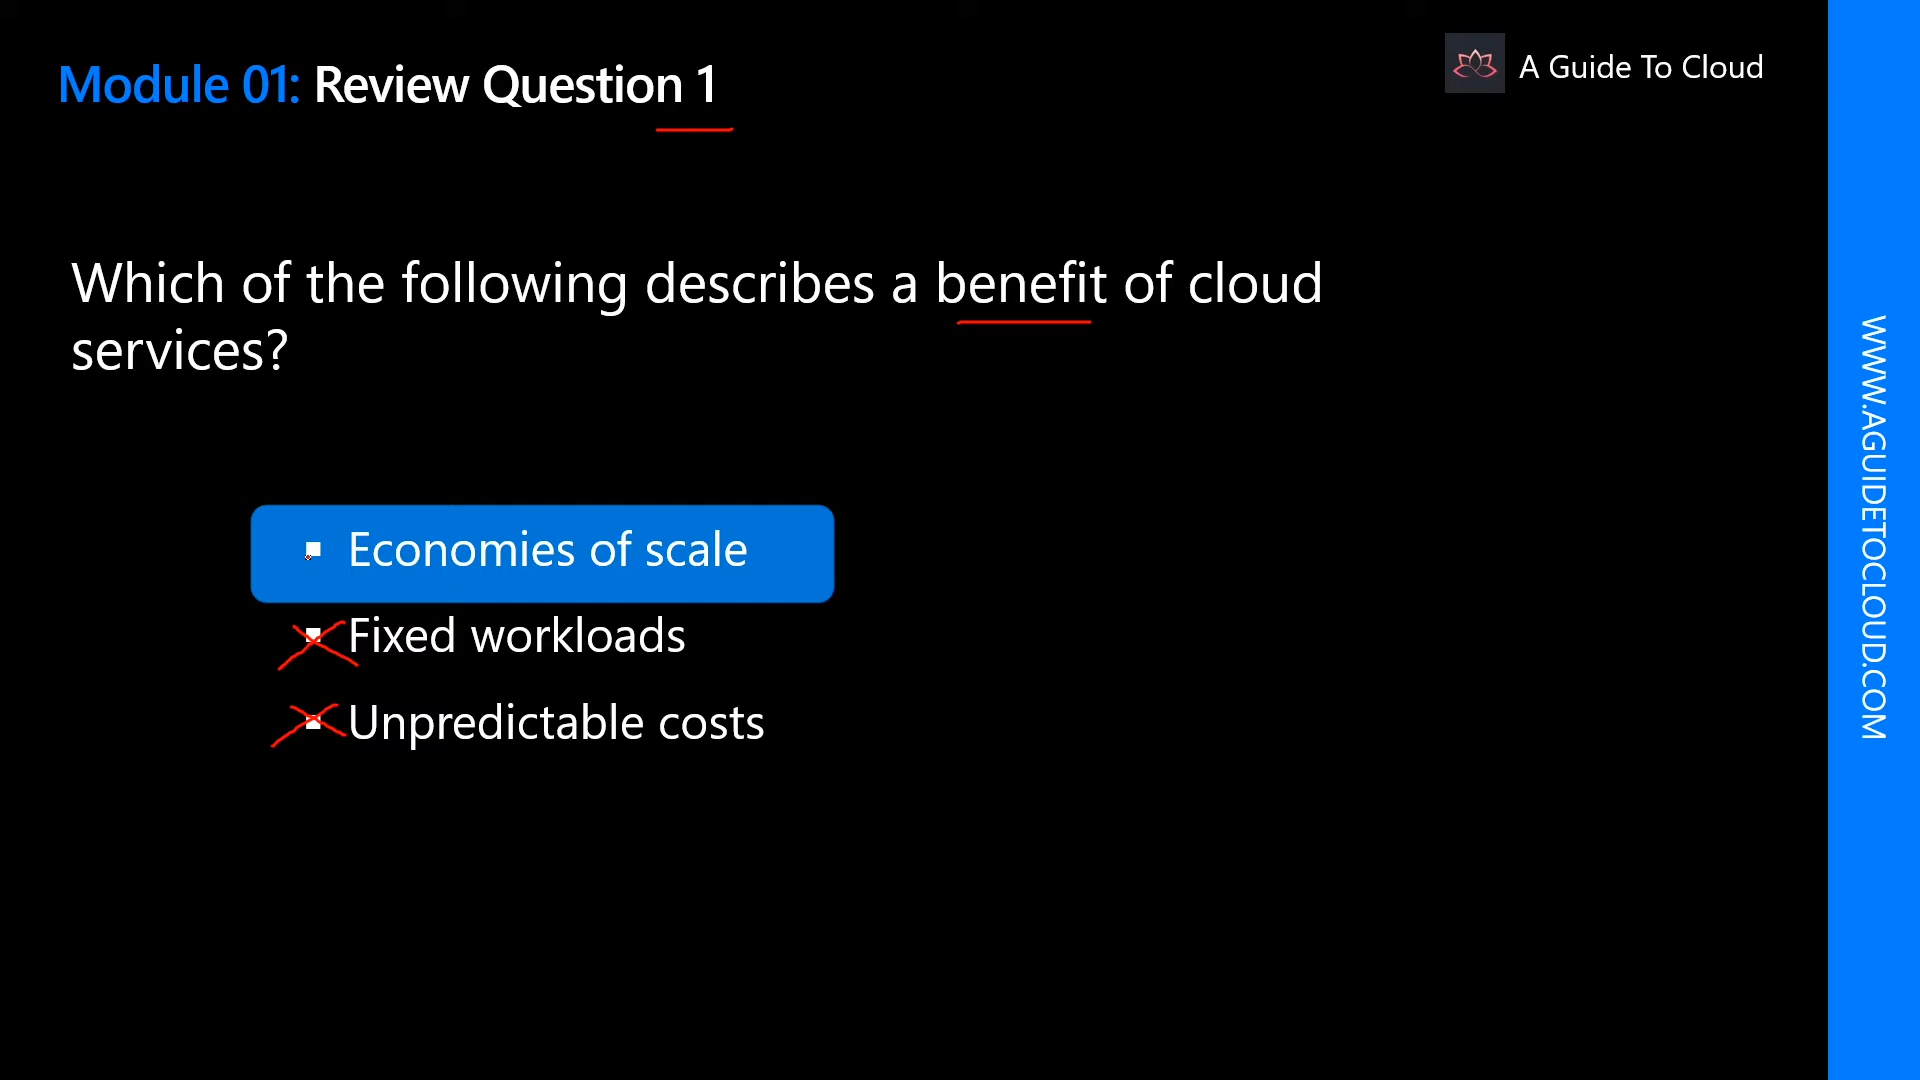 Module 01: Review Question 1
A Guide To Cloud
Which of the following describes a benefit of cloud
services?
Economies of scale
Fixed workloads
Unpredictable costs
WWW.AGUIDETOCLOUD.COM